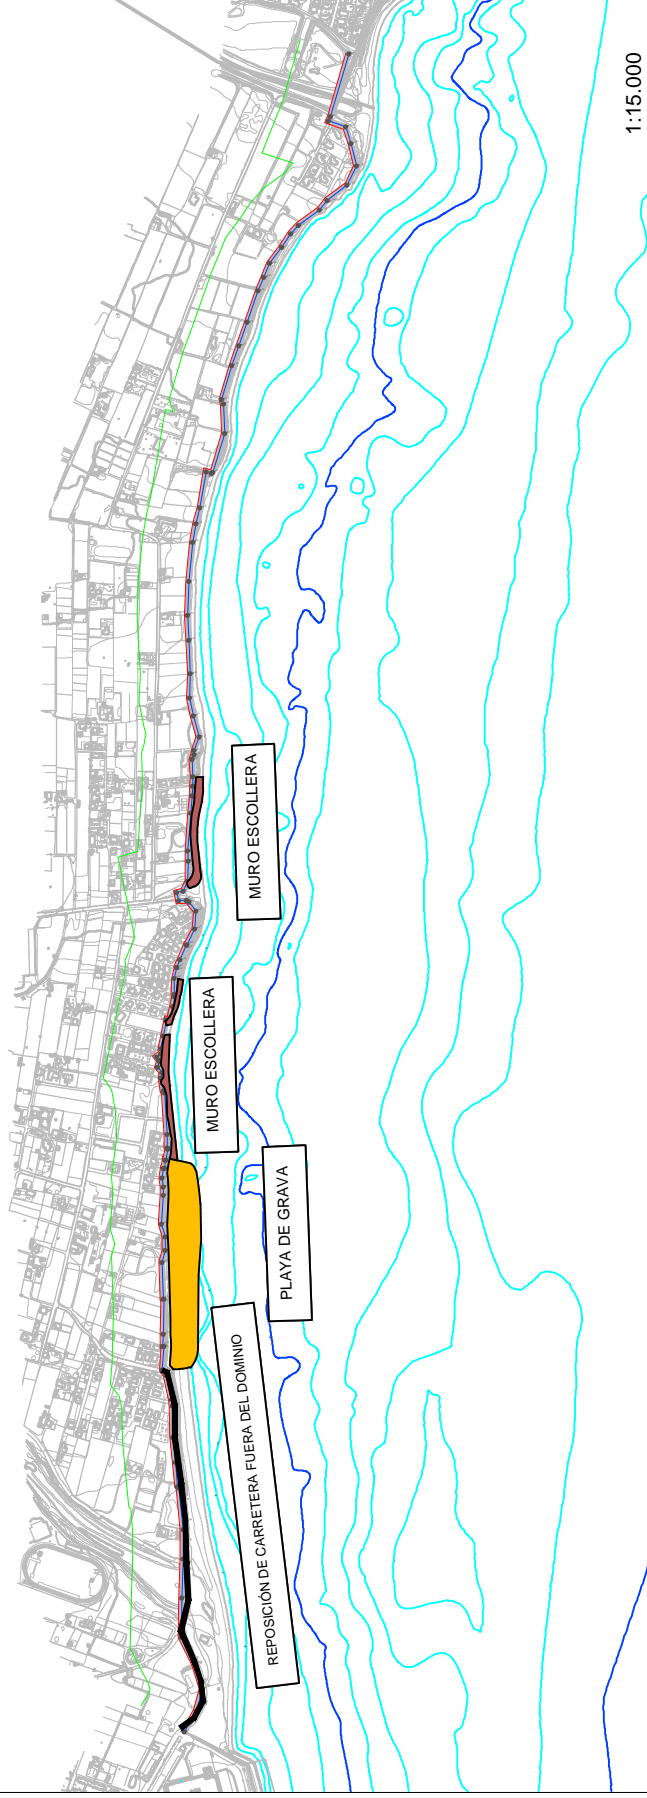 1:15.000
MURO ESCOLLERA
MURO ESCOLLERA
PLAYA DE GRAVA
REPOSICIÓN DE CARRETERA FUERA DEL DOMINIO